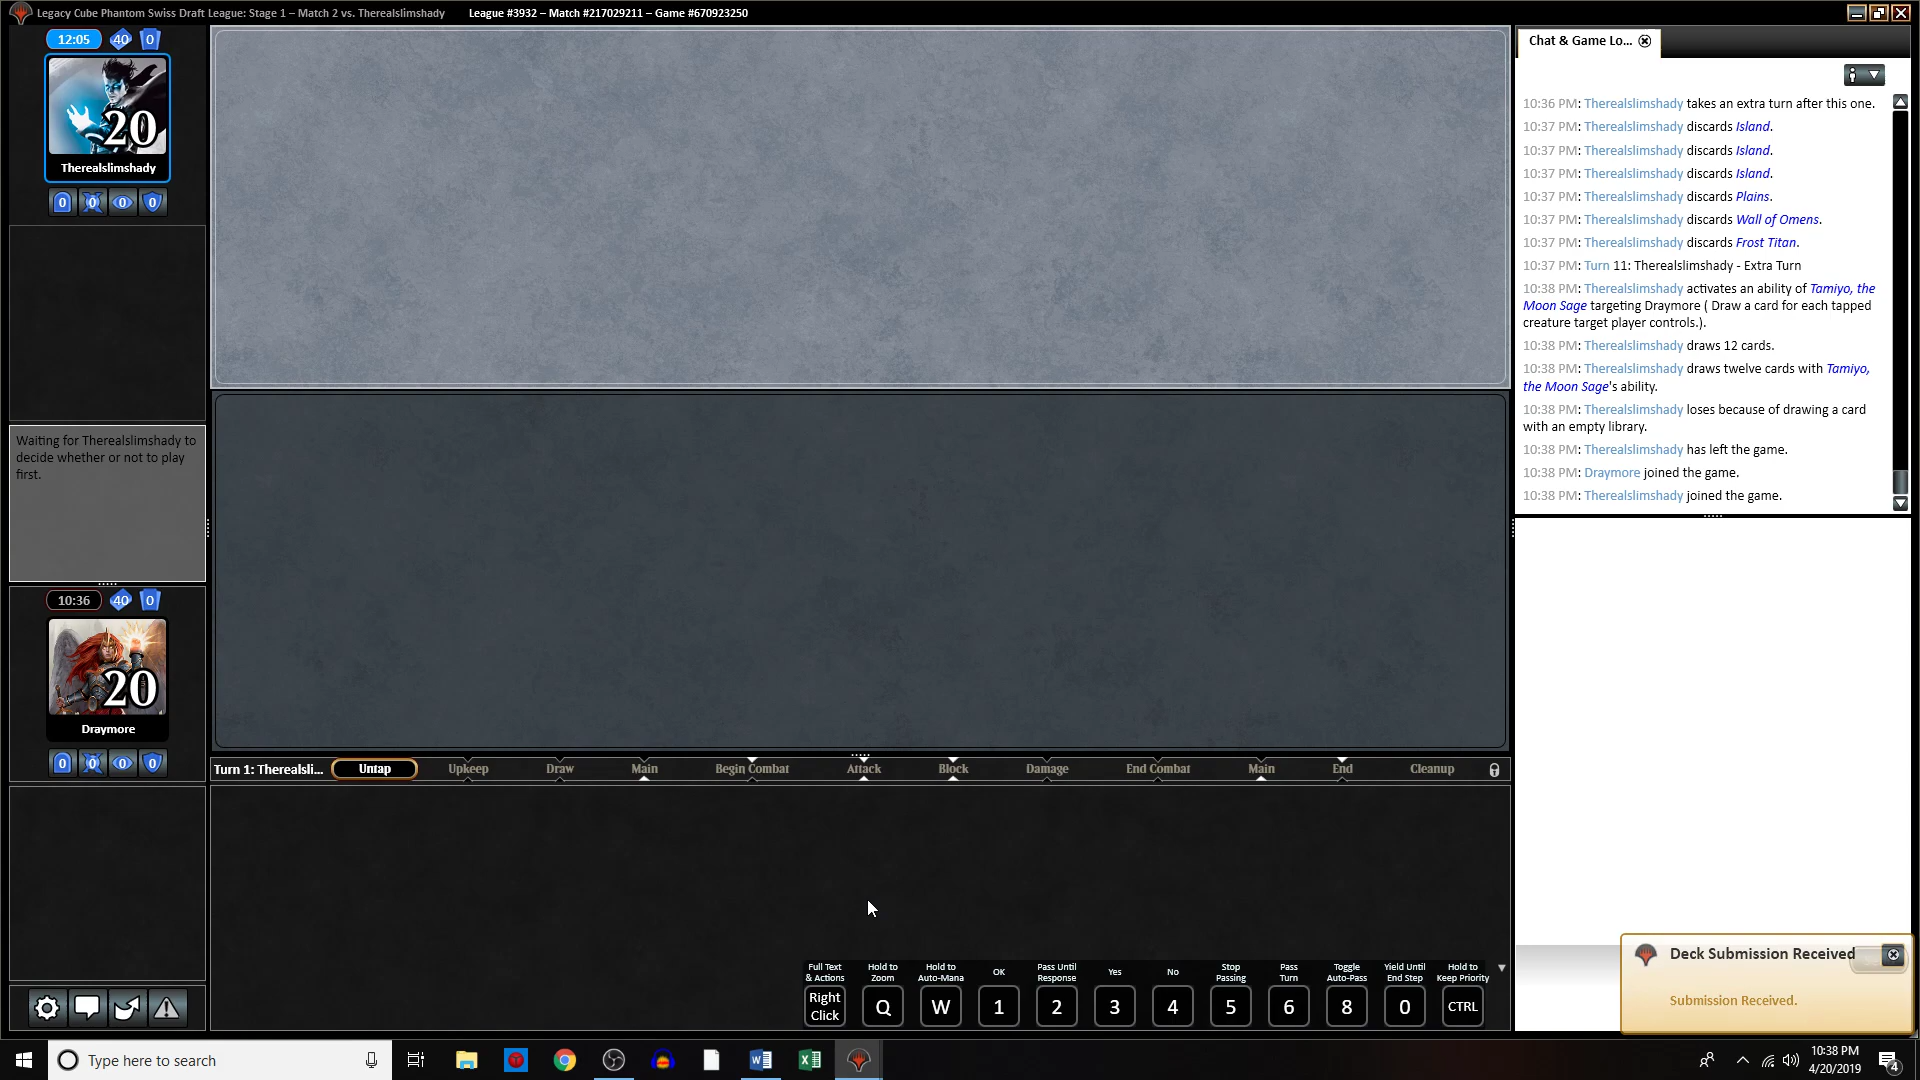 Legacy Cube Phantom Swiss Draft League: Stage 1 – Match 2 vs. Therealslimshady League #3932 – Match #217029211 – Game #670923250
12:05 40 0
20
Therealslimshady
0 0 0 0
Waiting for Therealslimshady to
decide whether or not to play
first.
10:36 40 0
20
Draymore
0 0 0 0
Turn 1: Therealsli... Untap Upkeep Draw Main Begin Combat Attack Block Damage End Combat Main End Cleanup
Full Text
& Actions
Right
Click
Hold to
Zoom
Q
Hold to
Auto-Mana
W
OK
1
Pass Until
Response
2
Yes
3
No
4
Stop
Passing
5
Pass
Turn
6
Toggle
Auto-Pass
8
Yield Until
End Step
0
Hold to
Keep Priority
CTRL
Chat & Game Lo...
10:36 PM: Therealslimshady takes an extra turn after this one.
10:37 PM: Therealslimshady discards Island.
10:37 PM: Therealslimshady discards Island.
10:37 PM: Therealslimshady discards Island.
10:37 PM: Therealslimshady discards Plains.
10:37 PM: Therealslimshady discards Wall of Omens.
10:37 PM: Therealslimshady discards Frost Titan.
10:37 PM: Turn 11: Therealslimshady - Extra Turn
10:38 PM: Therealslimshady activates an ability of Tamiyo, the
Moon Sage targeting Draymore ( Draw a card for each tapped
creature target player controls.).
10:38 PM: Therealslimshady draws 12 cards.
10:38 PM: Therealslimshady draws twelve cards with Tamiyo,
the Moon Sage's ability.
10:38 PM: Therealslimshady loses because of drawing a card
with an empty library.
10:38 PM: Therealslimshady has left the game.
10:38 PM: Draymore joined the game.
10:38 PM: Therealslimshady joined the game.
Deck Submission Received
Submission Received.
Type here to search
10:38 PM
4/20/2019
4